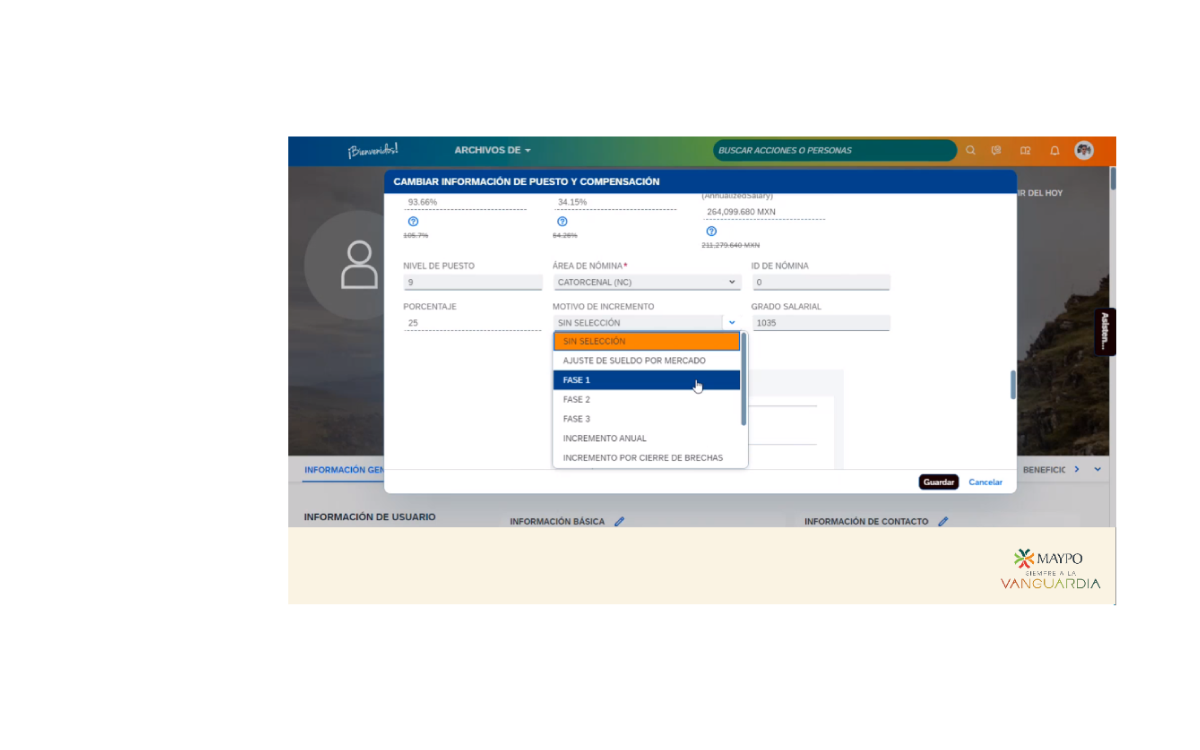 ¡Bienvenidos!
ARCHIVOS DE
BUSCAR ACCIONES O PERSONAS
CAMBIAR INFORMACIÓN DE PUESTO Y COMPENSACIÓN
IR DEL HOY
93.66%
34.15%
(AnnualizedSalary)
264,099.680 MXN
105.7%
54.26%
211,279.640 MXN
NIVEL DE PUESTO
ÁREA DE NÓMINA*
ID DE NÓMINA
9
CATORCENAL (NC)
0
PORCENTAJE
MOTIVO DE INCREMENTO
GRADO SALARIAL
25
SIN SELECCIÓN
1035
SIN SELECCIÓN
AJUSTE DE SUELDO POR MERCADO
FASE 1
FASE 2
FASE 3
INCREMENTO ANUAL
INCREMENTO POR CIERRE DE BRECHAS
Asisten...
Guardar
Cancelar
INFORMACIÓN GEN
BENEFICIC
INFORMACIÓN DE USUARIO
INFORMACIÓN BÁSICA
INFORMACIÓN DE CONTACTO
MAYPO
SIEMPRE A LA
VANGUARDIA